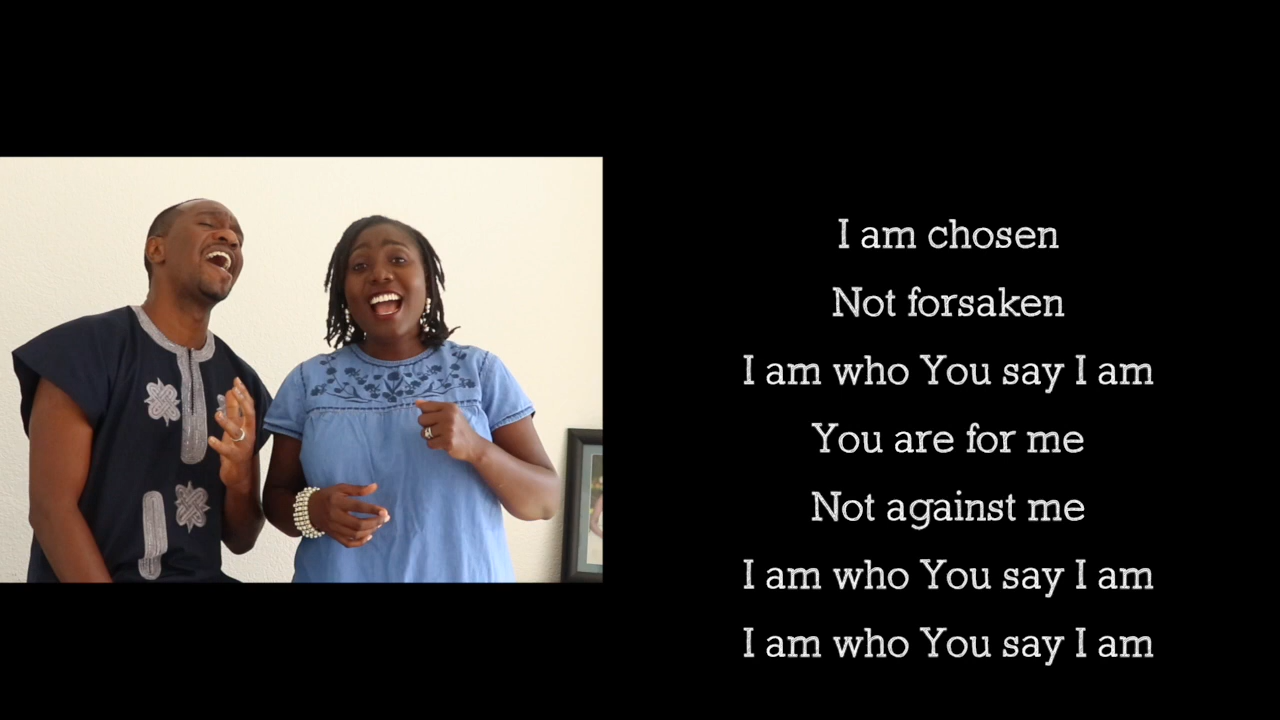 I am chosen
Not forsaken
I am who You say I am
You are for me
Not against me
I am who You say I am
I am who You say I am